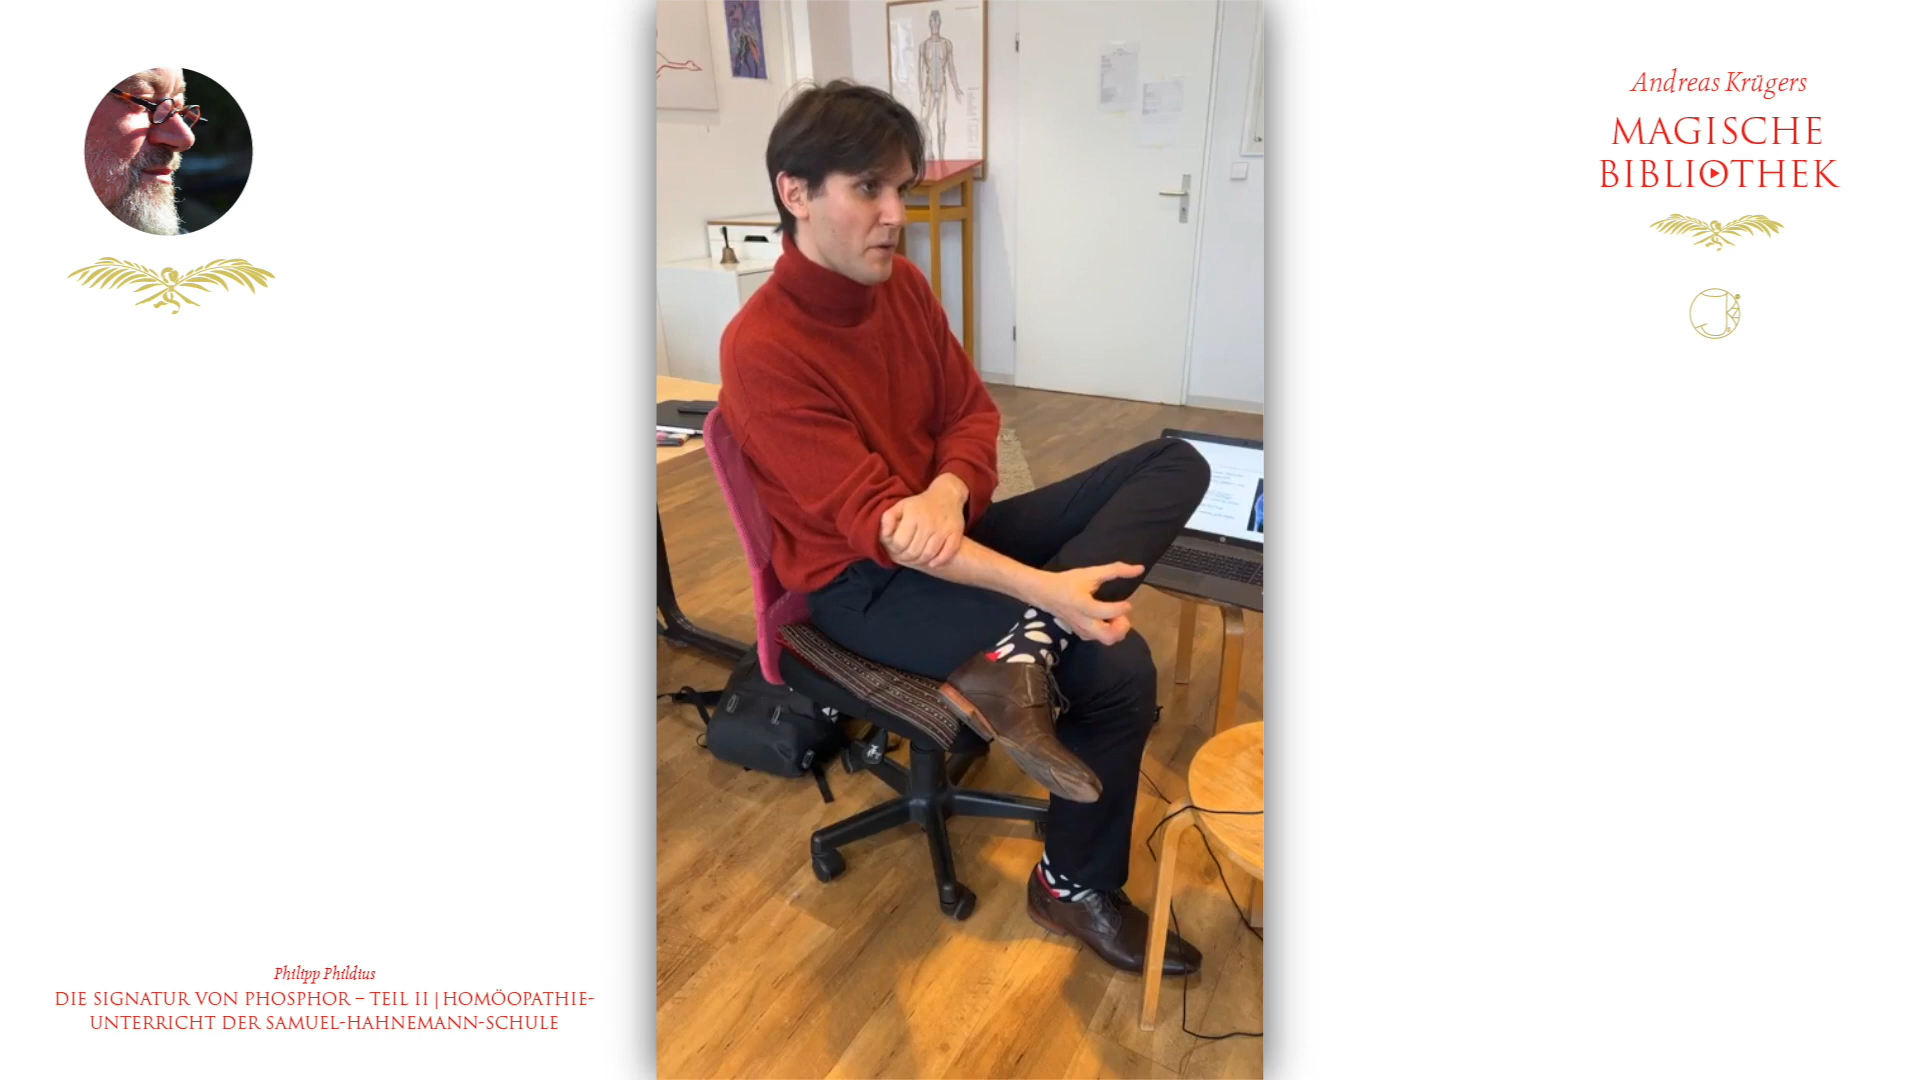 Andreas Krügers
MAGISCHE
BIBLIOTHEK
Philipp Phildius
DIE SIGNATUR VON PHOSPHOR – TEIL II | HOMÖOPATHIE-
UNTERRICHT DER SAMUEL-HAHNEMANN-SCHULE